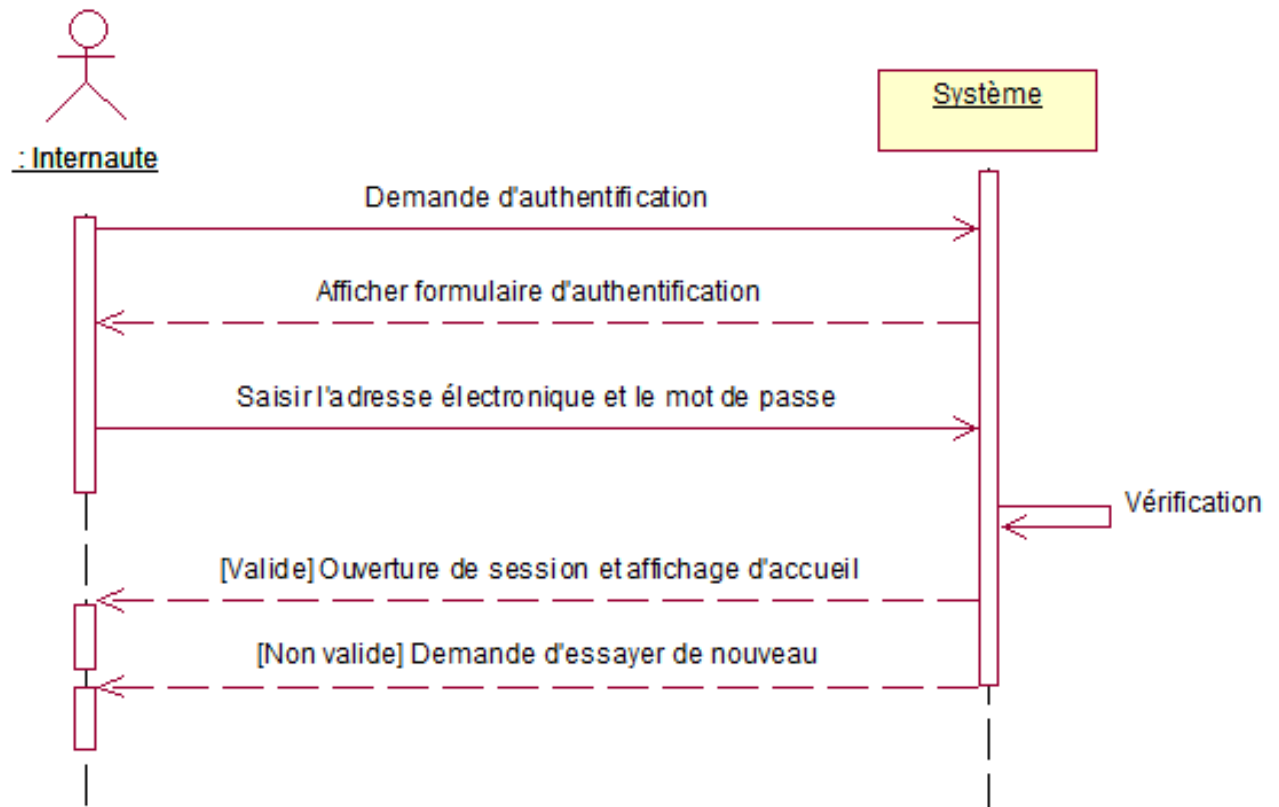 Système
: Internaute
Demande d'authentification
Afficher formulaire d'authentification
Saisir l'adresse électronique et le mot de passe
Vérification
[Valide] Ouverture de session et affichage d'accueil
[Non valide] Demande d'essayer de nouveau